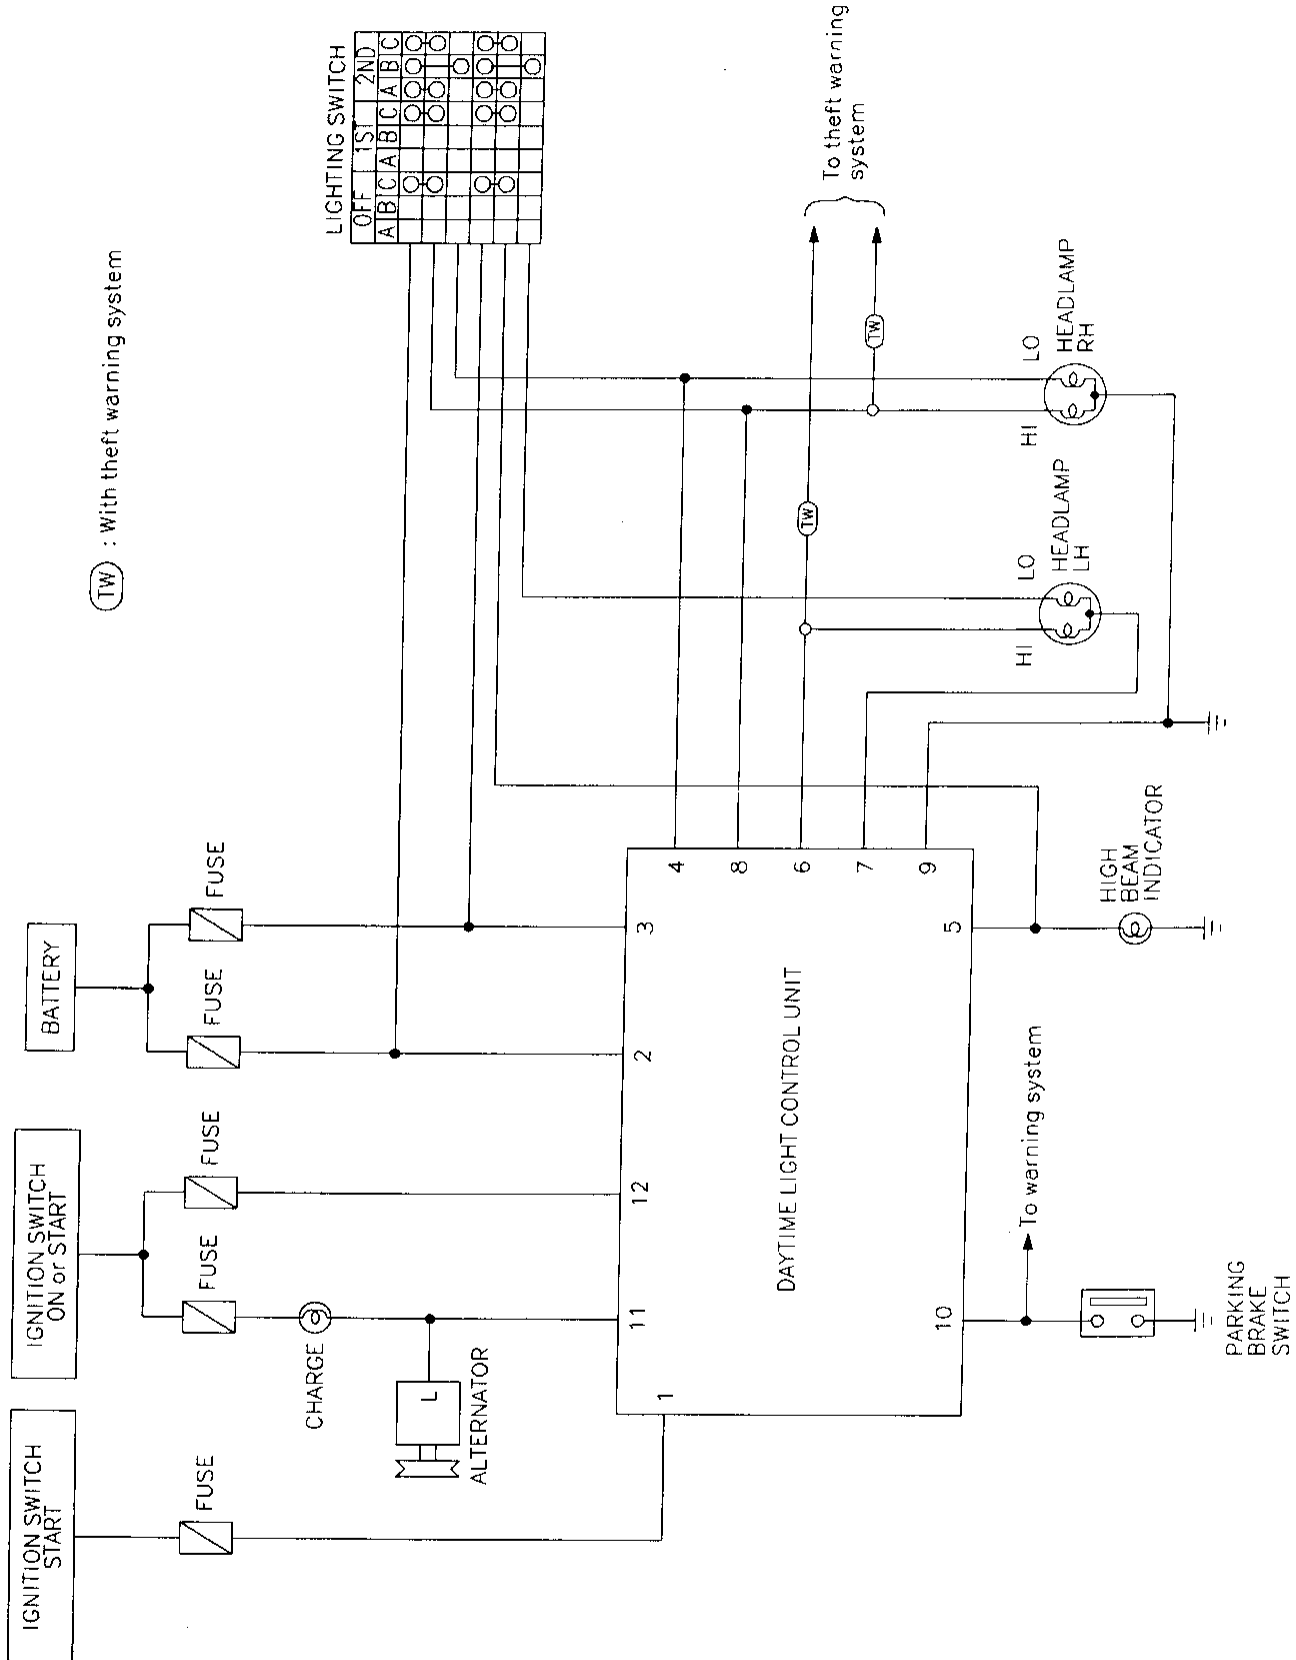 IGNITION SWITCH
START
IGNITION SWITCH
ON or START
BATTERY
TW : With theft warning system
FUSE
FUSE
FUSE
FUSE
FUSE
CHARGE
L
ALTERNATOR
LIGHTING SWITCH
OFF 1ST 2ND
A B C A B C A B C
1
11
12
2
3
DAYTIME LIGHT CONTROL UNIT
4
8
6
7
9
10
5
TW
TW
To theft warning
system
To warning system
PARKING
BRAKE
SWITCH
HIGH
BEAM
INDICATOR
HI
LO
HEADLAMP
LH
HI
LO
HEADLAMP
RH